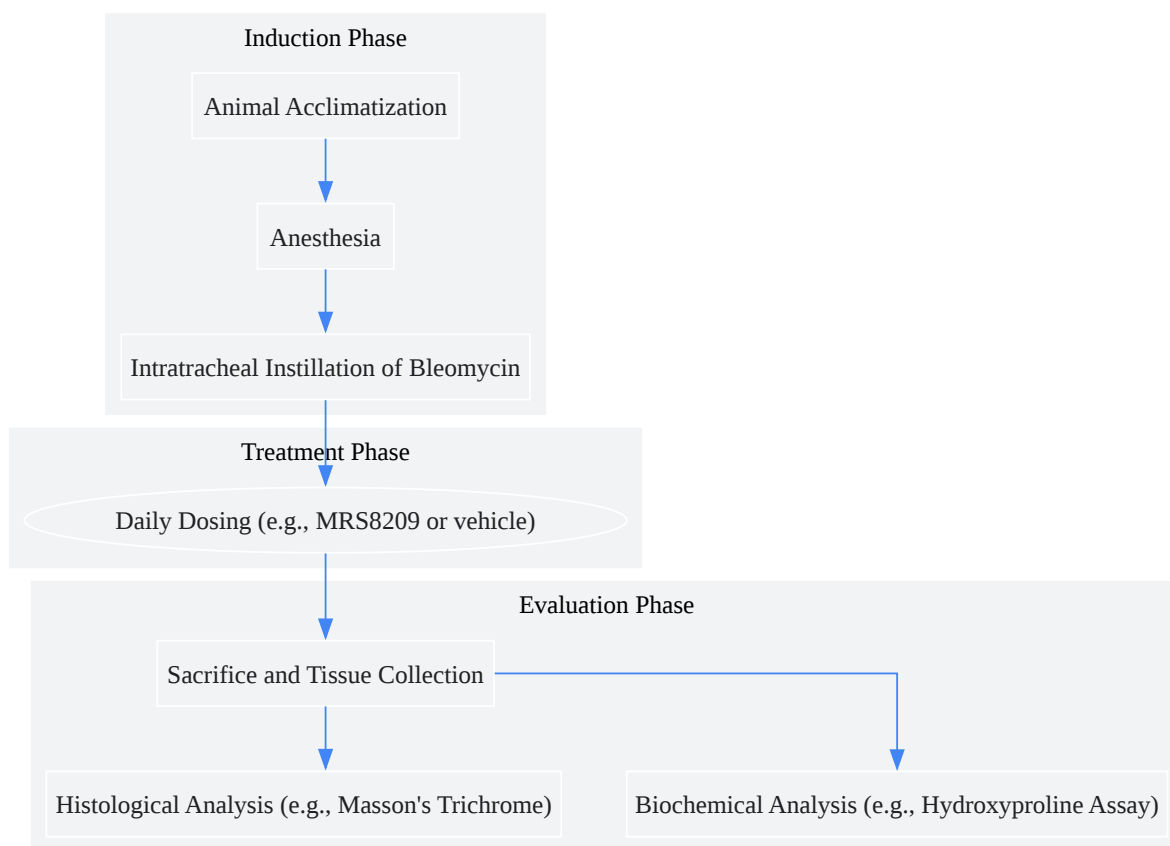 Induction Phase
Animal Acclimatization
Anesthesia
Intratracheal Instillation of Bleomycin
Treatment Phase
Daily Dosing (e.g., MRS8209 or vehicle)
Evaluation Phase
Sacrifice and Tissue Collection
Histological Analysis (e.g., Masson's Trichrome)
Biochemical Analysis (e.g., Hydroxyproline Assay)